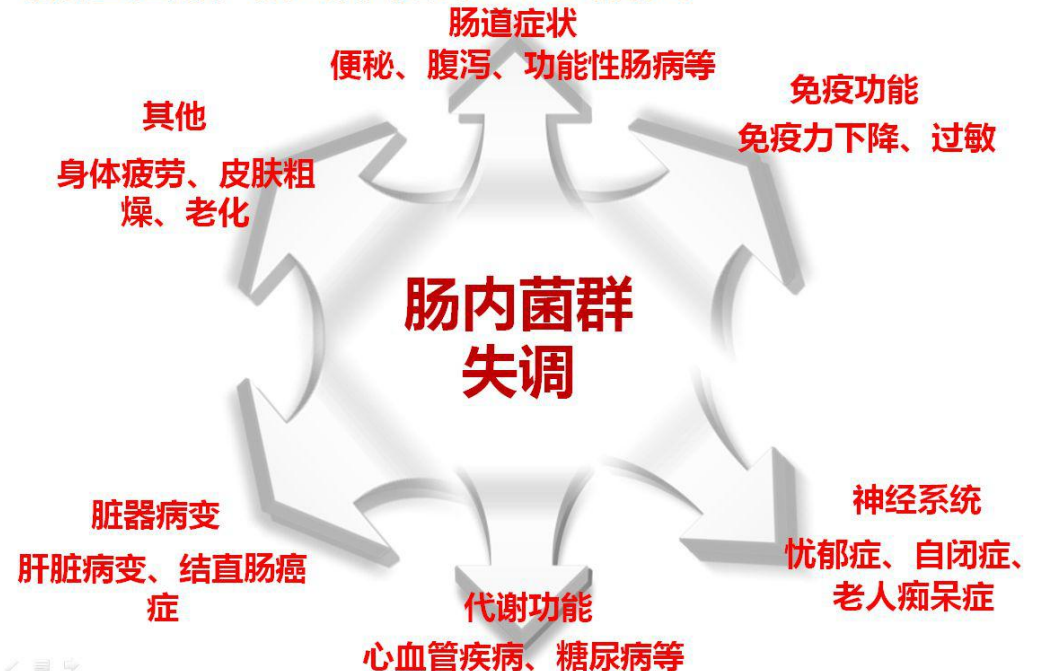 肠道症状
便秘、腹泻、功能性肠病等
免疫功能
免疫力下降、过敏
其他
身体疲劳、皮肤粗
燥、老化
肠内菌群
失调
神经系统
忧郁症、自闭症、
老人痴呆症
脏器病变
肝脏病变、结直肠癌
症
代谢功能
心血管疾病、糖尿病等